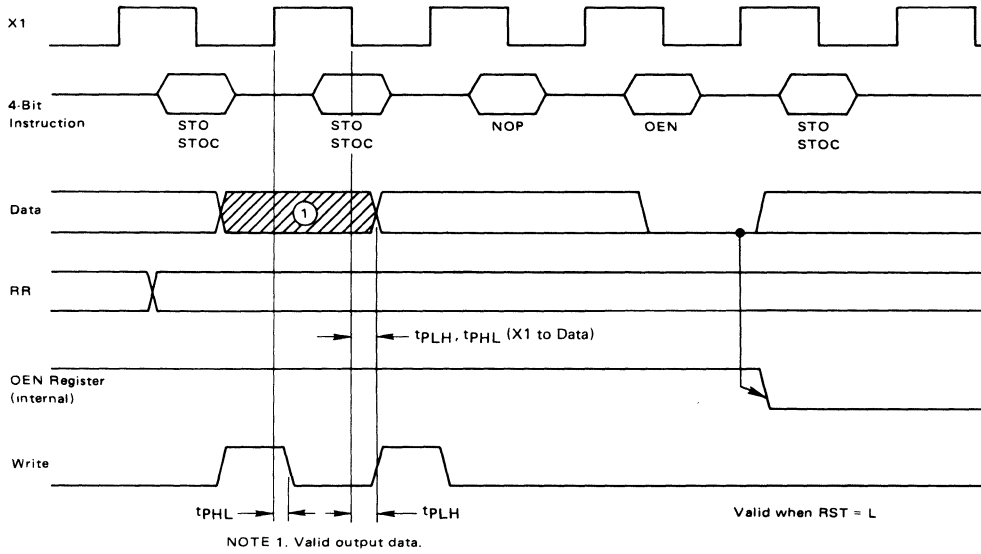 X1
4-Bit
Instruction
STO
STOC
STO
STOC
NOP
OEN
STO
STOC
Data
1
RR
tPLH, tPHL (X1 to Data)
OEN Register
(internal)
Write
tPHL
tPLH
Valid when RST = L
NOTE 1. Valid output data.